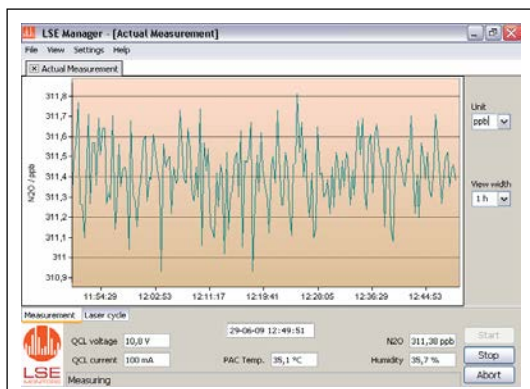 LSE Manager - [Actual Measurement]
File View Settings Help
Actual Measurement
311,8
311,7
311,6
311,5
311,4
311,3
311,2
311,1
311
310,9
N2O / ppb
11:54:29 12:02:53 12:11:17 12:19:41 12:28:05 12:36:29 12:44:53
Unit
ppb
View width
1 h
Measurement Laser cycle
29-06-09 12:49:51
QCL voltage 10,8 V
N2O 311,38 ppb
Start
QCL current 100 mA
PAC Temp. 35,1 °C
Humidity 35,7 %
Stop
LSE
MONITORS
Measuring
Abort